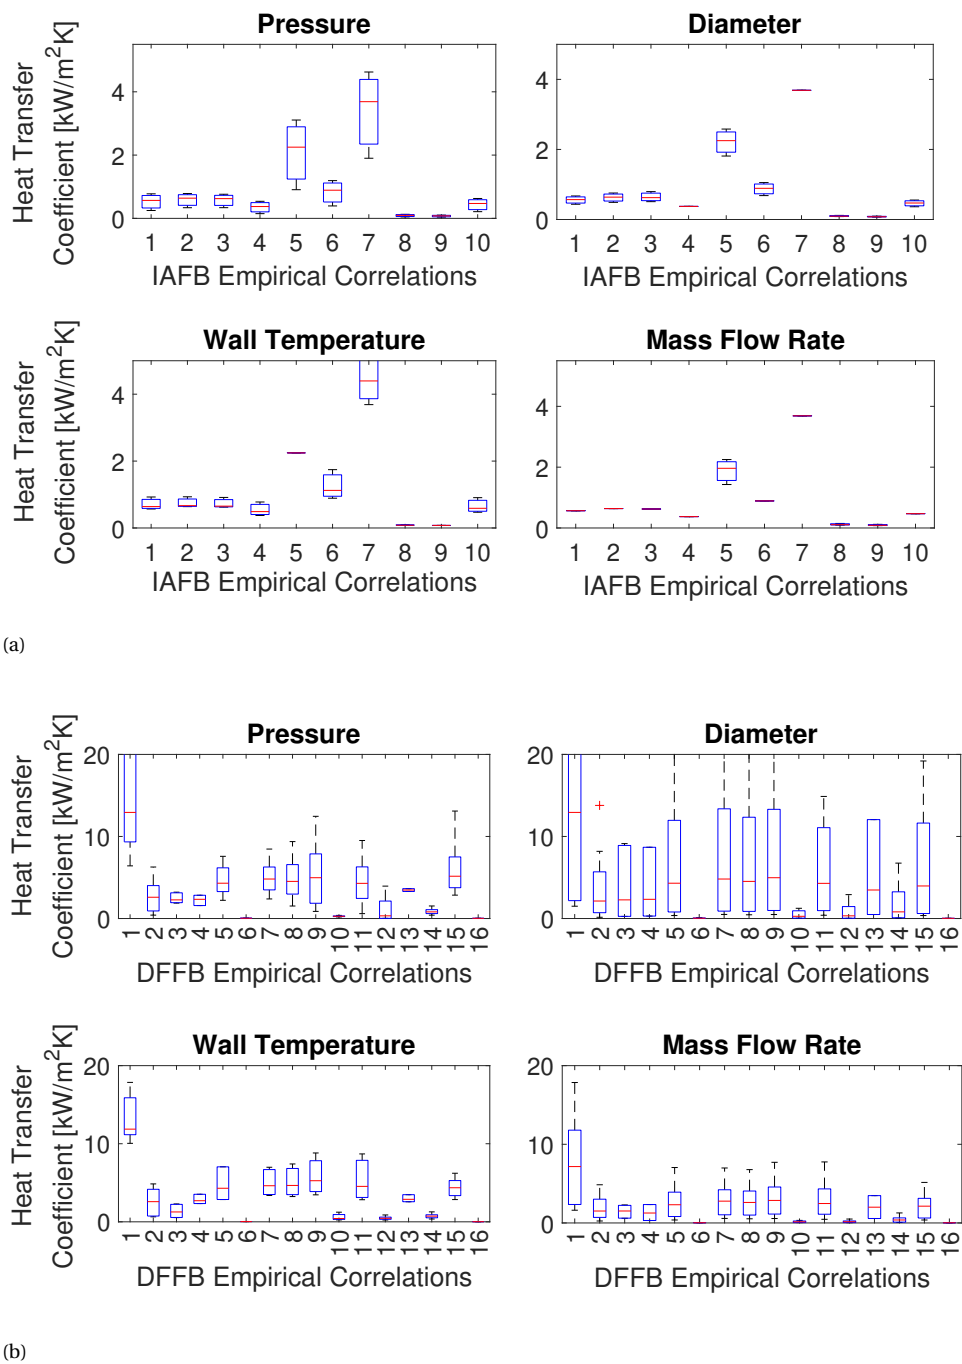 Pressure
Heat Transfer
Coefficient [kW/m²K]
4
2
0
1 2 3 4 5 6 7 8 9 10
IAFB Empirical Correlations
Diameter
4
2
0
1 2 3 4 5 6 7 8 9 10
IAFB Empirical Correlations
Wall Temperature
Heat Transfer
Coefficient [kW/m²K]
4
2
0
1 2 3 4 5 6 7 8 9 10
IAFB Empirical Correlations
Mass Flow Rate
4
2
0
1 2 3 4 5 6 7 8 9 10
IAFB Empirical Correlations
(a)
Pressure
Heat Transfer
Coefficient [kW/m²K]
20
10
0
1 2 3 4 5 6 7 8 9 10 11 12 13 14 15 16
DFFB Empirical Correlations
Diameter
20
10
0
1 2 3 4 5 6 7 8 9 10 11 12 13 14 15 16
DFFB Empirical Correlations
Wall Temperature
Heat Transfer
Coefficient [kW/m²K]
20
10
0
1 2 3 4 5 6 7 8 9 10 11 12 13 14 15 16
DFFB Empirical Correlations
Mass Flow Rate
20
10
0
1 2 3 4 5 6 7 8 9 10 11 12 13 14 15 16
DFFB Empirical Correlations
(b)